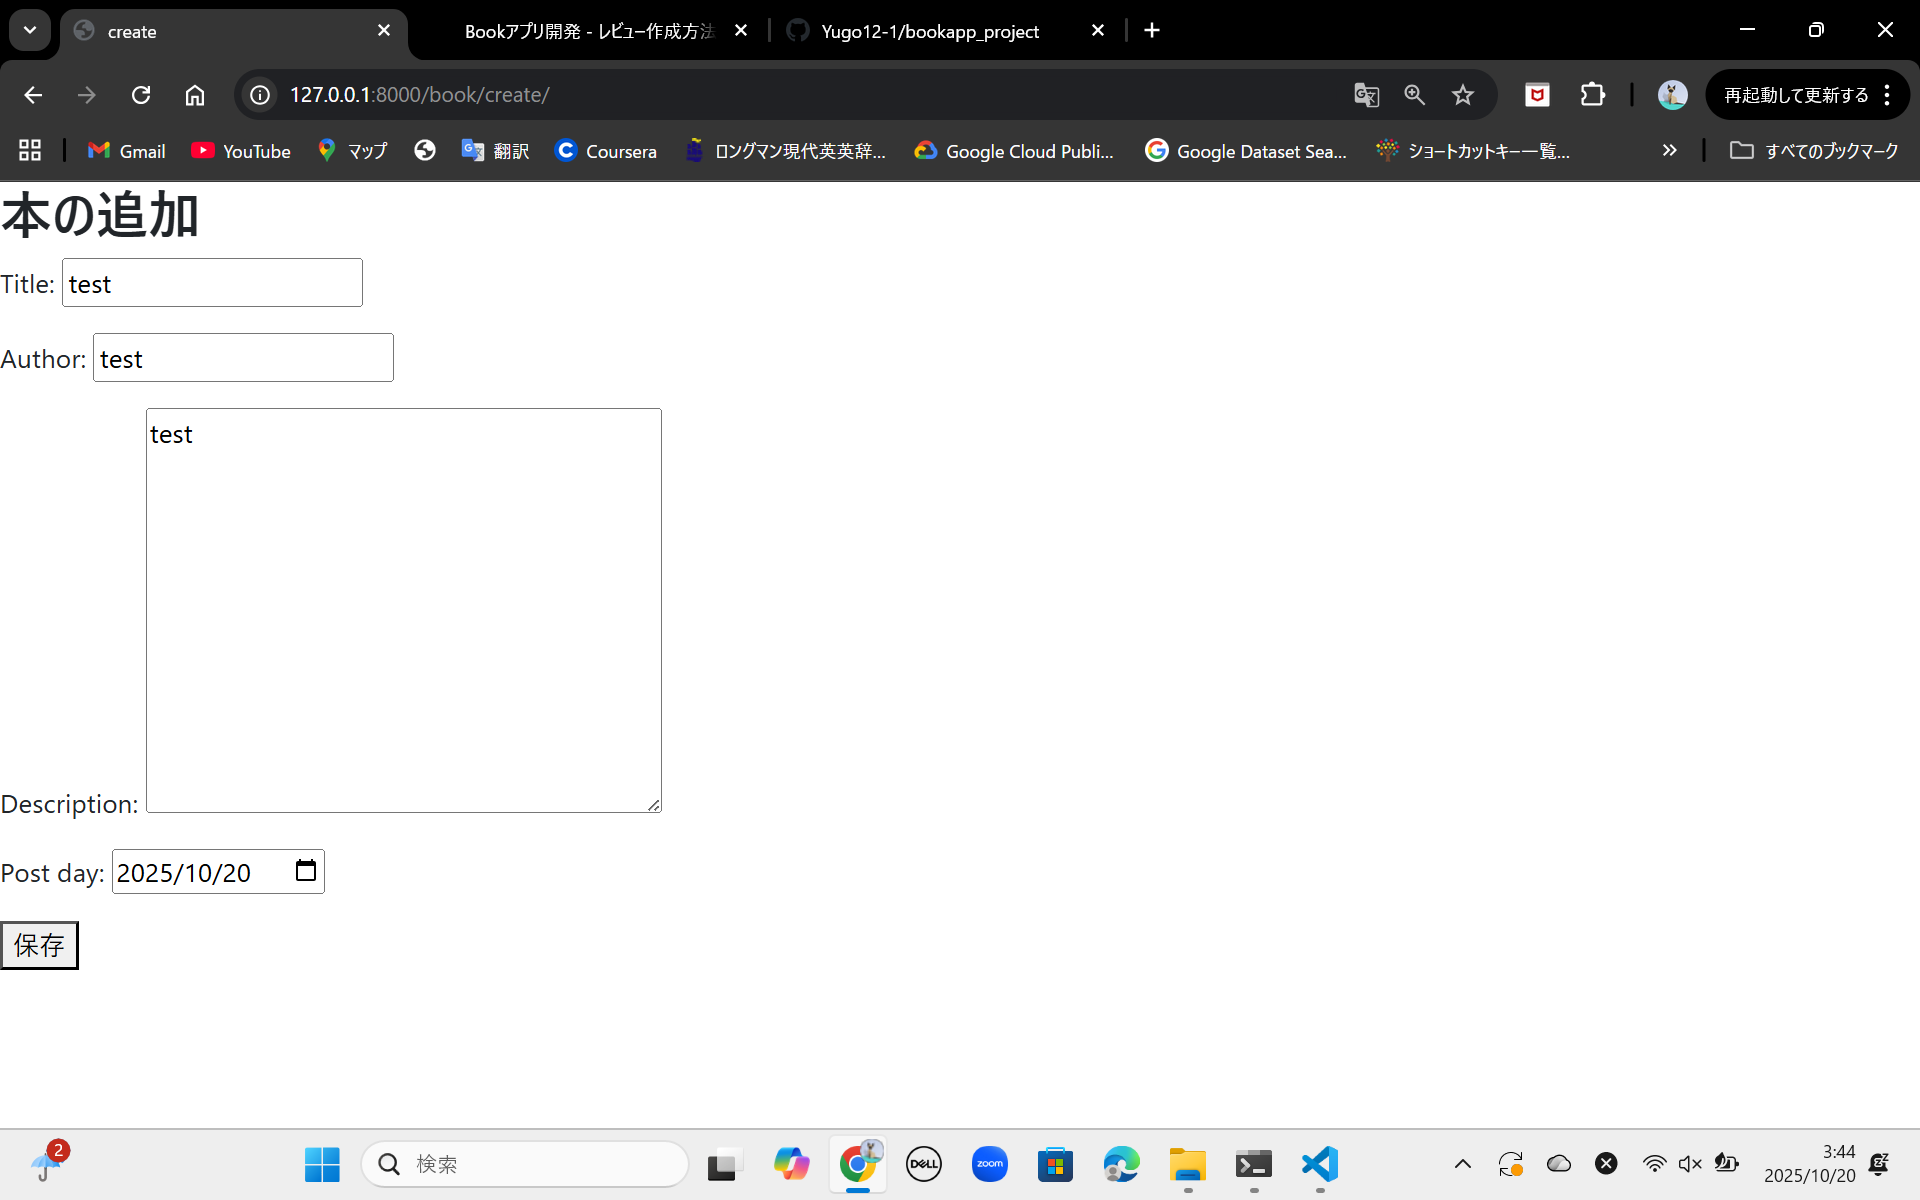 create
Bookアプリ開発 - レビュー作成方法
Yugo12-1/bookapp_project
127.0.0.1:8000/book/create/
再起動して更新する
Gmail
YouTube
マップ
翻訳
Coursera
ロングマン現代英英辞...
Google Cloud Publi...
Google Dataset Sea...
ショートカットキー一覧...
すべてのブックマーク
本の追加
Title: test
Author: test
test
Description:
Post day: 2025/10/20
保存
2
検索
DELL
zoom
3:44
2025/10/20